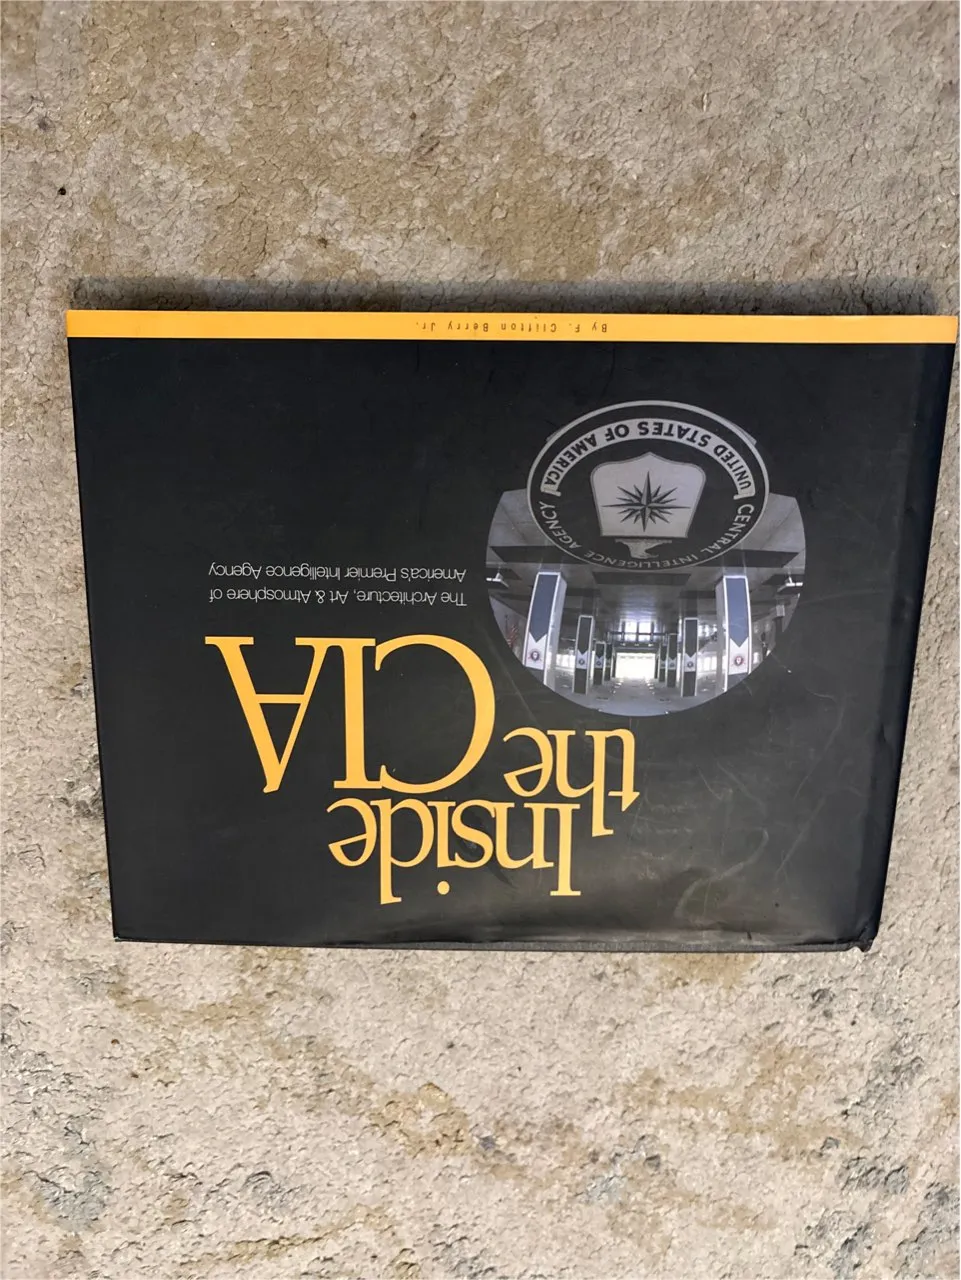 Inside
the CIA
The Architecture, Art & Atmosphere of
America's Premier Intelligence Agency
CENTRAL INTELLIGENCE AGENCY
UNITED STATES OF AMERICA
By F. Clifton Berry Jr.